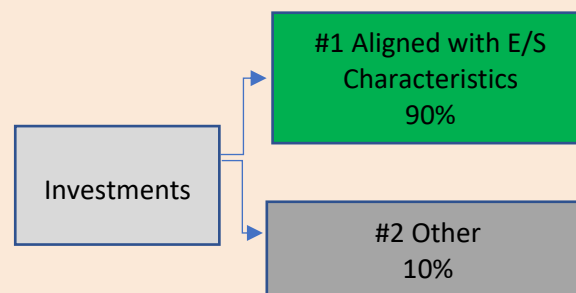 #1 Aligned with E/S
Characteristics
90%
Investments
#2 Other
10%